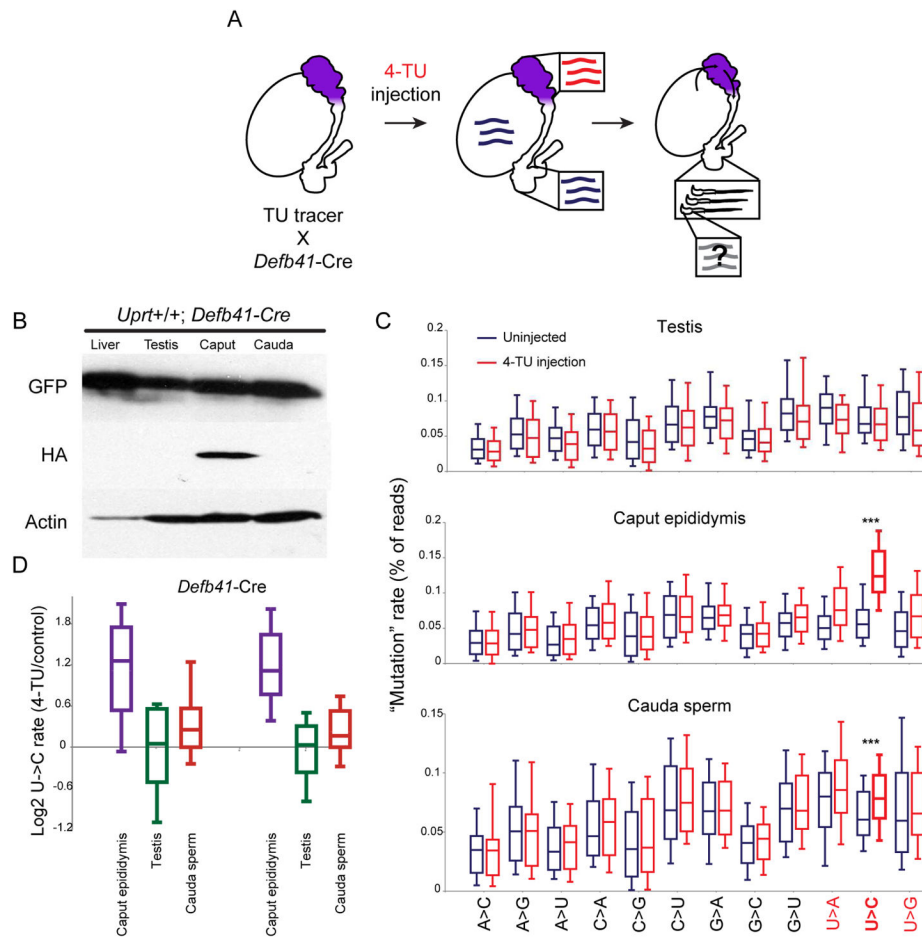 A
4-TU
injection
TU tracer
X
Defb41-Cre
?
B
Uprt+/+; Defb41-Cre
Liver Testis Caput Cauda
GFP
HA
Actin
C
Testis
Uninjected
4-TU injection
0.2
0.15
0.1
0.05
Caput epididymis
***
0.2
0.15
0.1
0.05
0
Cauda sperm
***
0.15
0.1
0.05
0
"Mutation" rate (% of reads)
A>C A>G A>U C>A C>G C>U G>A G>C G>U U>A U>C U>G
D
Defb41-Cre
Log2 U->C rate (4-TU/control)
1.8
1.2
0.6
0
-0.6
-1.2
Caput epididymis Testis Cauda sperm Caput epididymis Testis Cauda sperm